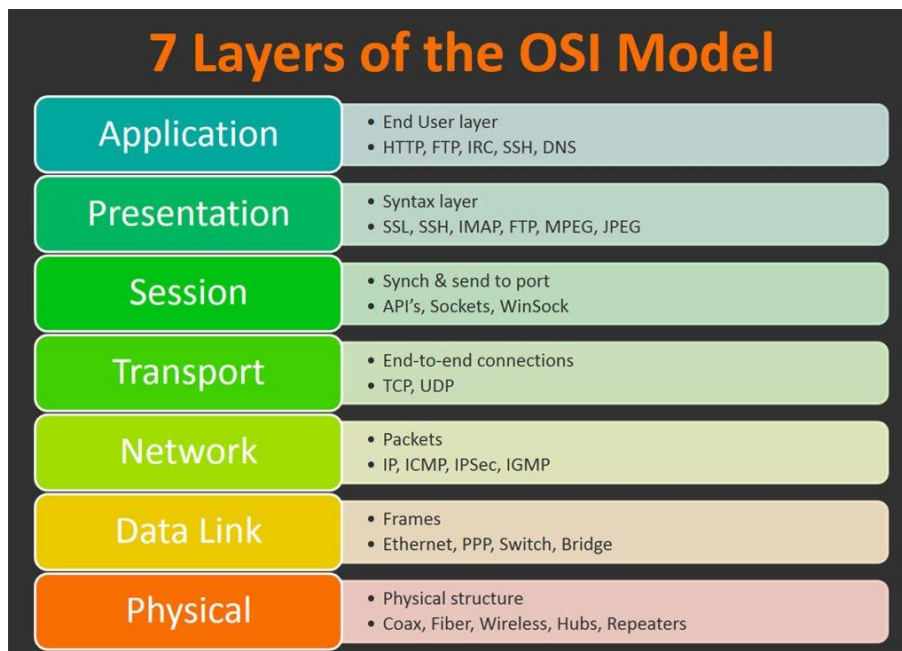 7 Layers of the OSI Model
Application
• End User layer
• HTTP, FTP, IRC, SSH, DNS
Presentation
• Syntax layer
• SSL, SSH, IMAP, FTP, MPEG, JPEG
Session
• Synch & send to port
• API's, Sockets, WinSock
Transport
• End-to-end connections
• TCP, UDP
Network
• Packets
• IP, ICMP, IPSec, IGMP
Data Link
• Frames
• Ethernet, PPP, Switch, Bridge
Physical
• Physical structure
• Coax, Fiber, Wireless, Hubs, Repeaters